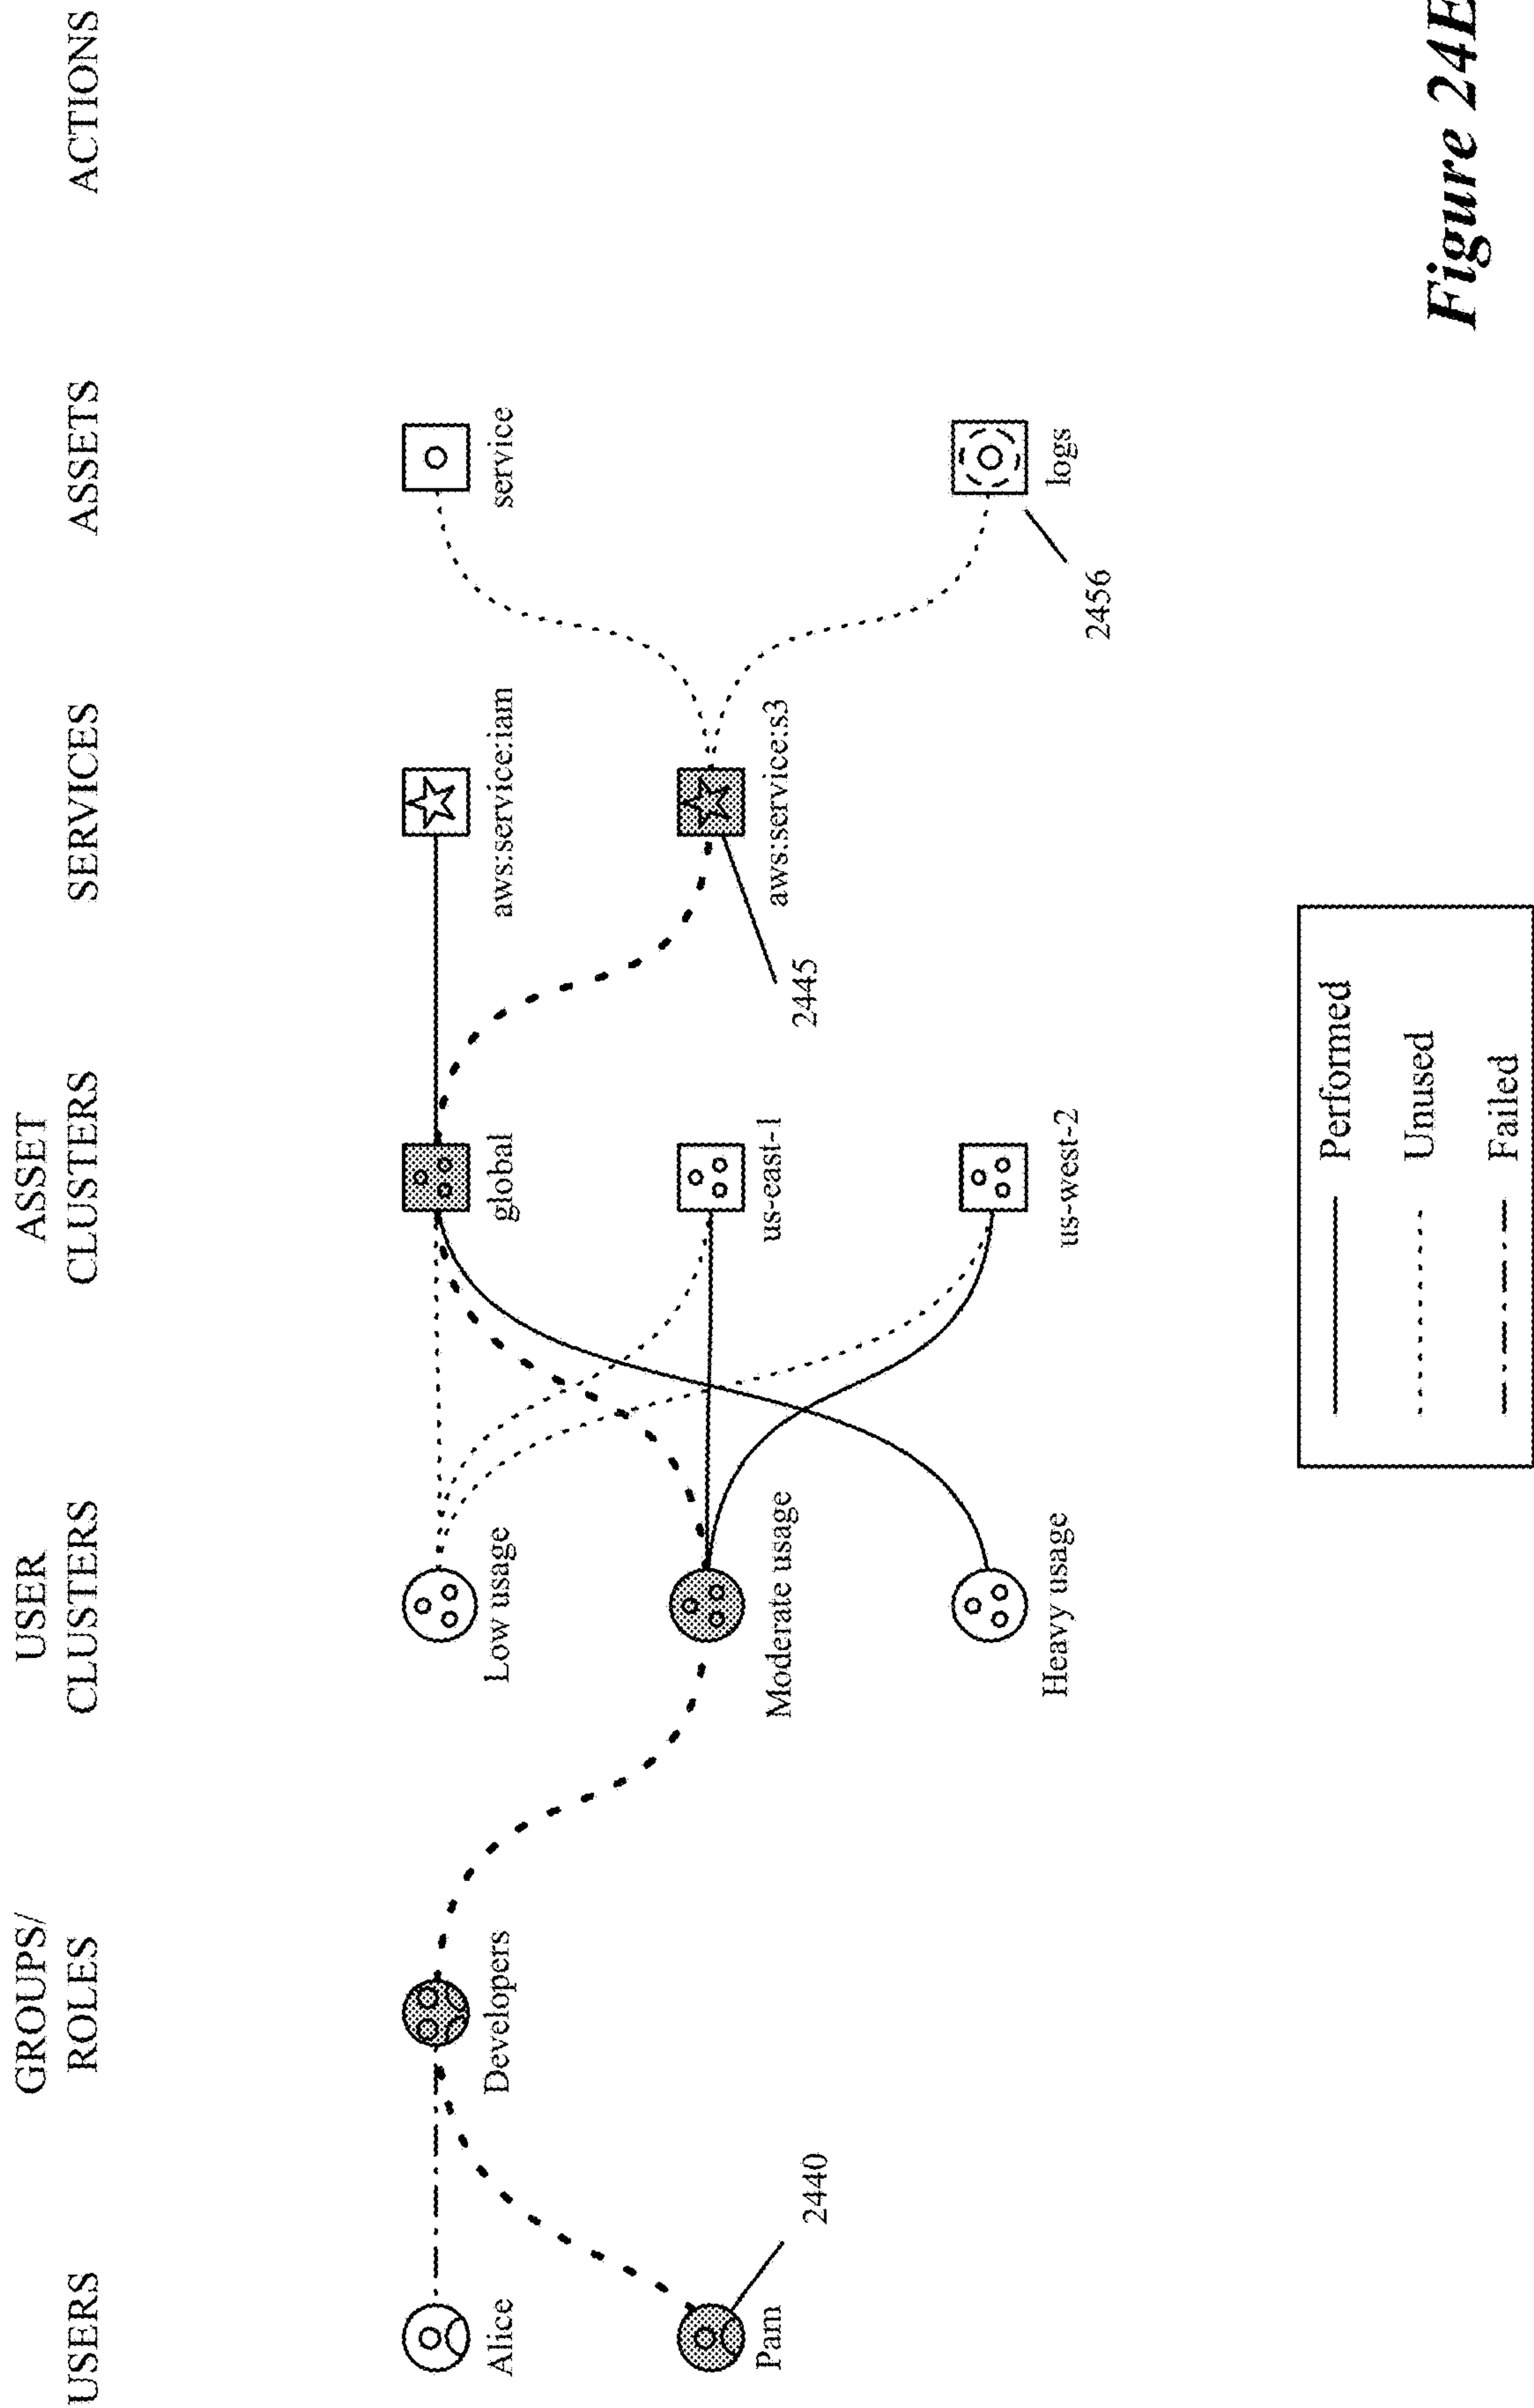 USERS
GROUPS/
ROLES
USER
CLUSTERS
ASSET
CLUSTERS
SERVICES
ASSETS
ACTIONS
Alice
Developers
Low usage
global
aws:service:iam
service
Pam
2440
Moderate usage
us-east-1
2445
aws:service:s3
Heavy usage
us-west-2
logs
2456
Performed
Unused
Failed
Figure 24E